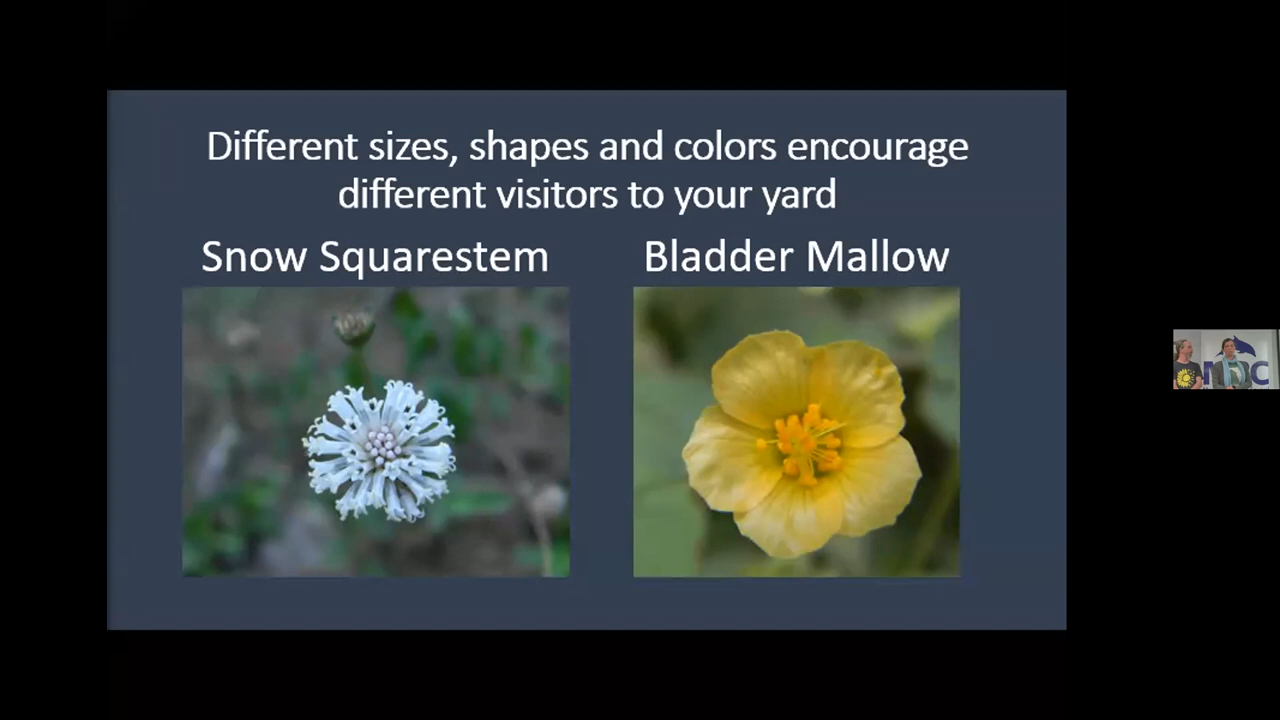 Different sizes, shapes and colors encourage
different visitors to your yard
Snow Squarestem
Bladder Mallow